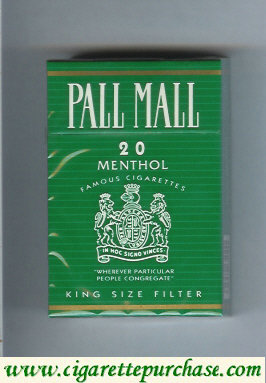 PALL MALL
20
MENTHOL
FAMOUS CIGARETTES
IN HOC SIGNO VINCES
"WHEREVER PARTICULAR
PEOPLE CONGREGATE"
KING SIZE FILTER
www.cigarettepurchase.com